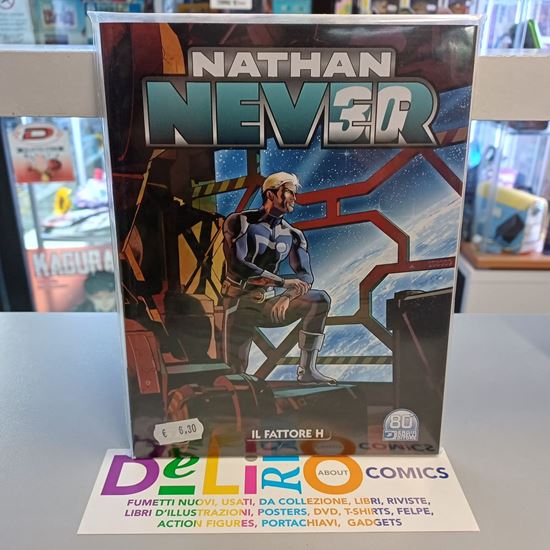 NATHAN
NEVER
30
IL FATTORE H
€ 6,30
80
KAGURA
DeLiRiO
ABOUT
COMICS
FUMETTI NUOVI, USATI, DA COLLEZIONE, LIBRI, RIVISTE,
LIBRI D'ILLUSTRAZIONI, POSTERS, DVD, T-SHIRTS, FELPE,
ACTION FIGURES, PORTACHIAVI, GADGETS